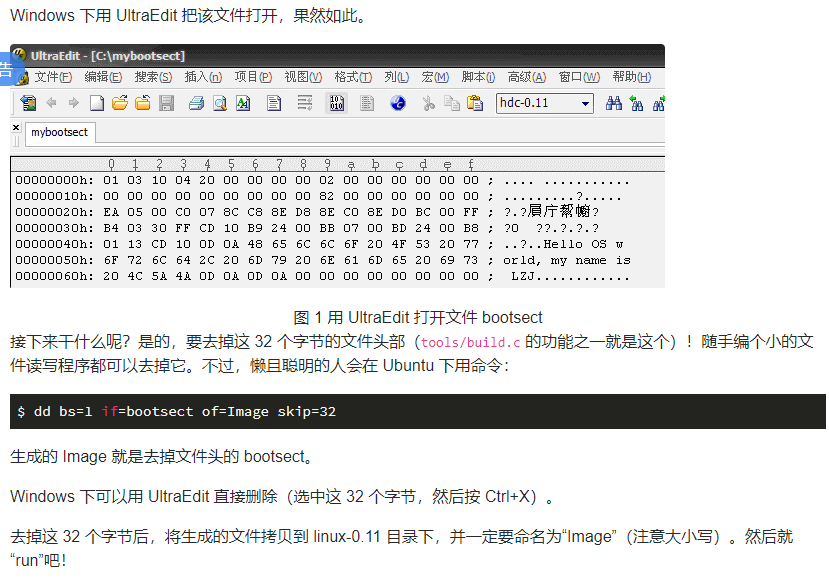 Windows 下用 UltraEdit 把该文件打开，果然如此。
UltraEdit - [C:\mybootsect]
告
文件(F) 编辑(E) 搜索(S) 插入(n) 项目(P) 视图(V) 格式(T) 列(L) 宏(M) 脚本(i) 高级(A) 窗口(W) 帮助(H)
hdc-0.11
mybootsect
0 1 2 3 4 5 6 7 8 9 a b c d e f
00000000h: 01 03 10 04 20 00 00 00 00 02 00 00 00 00 00 00 ; .... ...........
00000010h: 00 00 00 00 00 00 00 00 00 82 00 00 00 00 00 00 ; .........?.....
00000020h: EA 05 00 C0 07 8C C8 8E D8 8E C0 8E D0 BC 00 FF ; ?.?屓庁帮幮?
00000030h: B4 03 30 FF CD 10 B9 24 00 BB 07 00 BD 24 00 B8 ; ?0 ??.?.?.?
00000040h: 01 13 CD 10 0D 0A 48 65 6C 6C 6F 20 4F 53 20 77 ; ..?..Hello OS w
00000050h: 6F 72 6C 64 2C 20 6D 79 20 6E 61 6D 65 20 69 73 ; orld, my name is
00000060h: 20 4C 5A 4A 0D 0A 0D 0A 00 00 00 00 00 00 00 00 ; LZJ............
图 1 用 UltraEdit 打开文件 bootsect
接下来干什么呢？是的，要去掉这 32 个字节的文件头部（tools/build.c 的功能之一就是这个）！随手编个小的文
件读写程序都可以去掉它。不过，懒且聪明的人会在 Ubuntu 下用命令：
$ dd bs=1 if=bootsect of=Image skip=32
生成的 Image 就是去掉文件头的 bootsect。
Windows 下可以用 UltraEdit 直接删除（选中这 32 个字节，然后按 Ctrl+X）。
去掉这 32 个字节后，将生成的文件拷贝到 linux-0.11 目录下，并一定要命名为“Image”（注意大小写）。然后就
“run”吧！